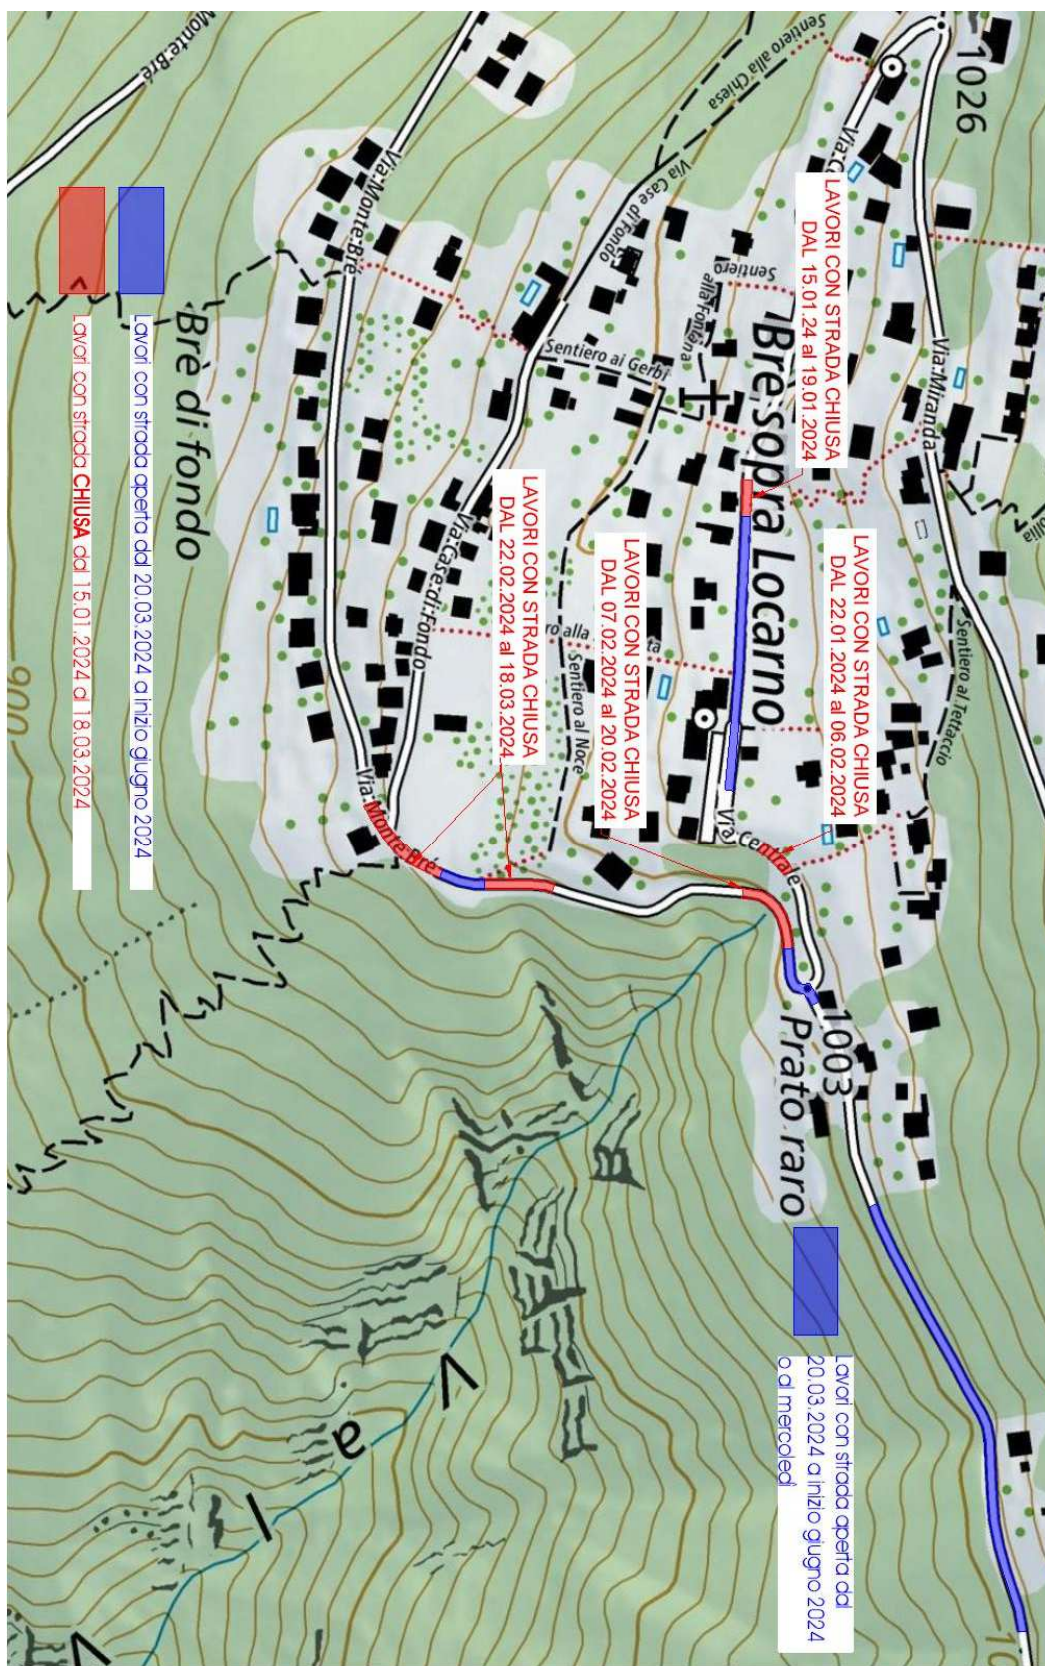 Monte Brè
Sentiero alla Chiesa
1026
LAVORI CON STRADA CHIUSA
DAL 15.01.24 al 19.01.2024
Via Monte Brè
Via Case di Fondo
Sentiero
alla Fontana
Via Miranda
Sentiero ai Gerbi
Brè sopra Locarno
LAVORI CON STRADA CHIUSA
DAL 22.01.2024 al 06.02.2024
LAVORI CON STRADA CHIUSA
DAL 07.02.2024 al 20.02.2024
LAVORI CON STRADA CHIUSA
DAL 22.02.2024 al 18.03.2024
Via Case di Fondo
Sentiero al Noce
Sentiero al Tettaccio
Via Centrale
Via Monte Brè
Brè di fondo
900
1003
Prato raro
Lavori con strada aperta dal 20.03.2024 a inizio giugno 2024
Lavori con strada CHIUSA dal 15.01.2024 al 18.03.2024
Lavori con strada aperta dal
20.03.2024 a inizio giugno 2024
o al mercoledì
V
a
l
V